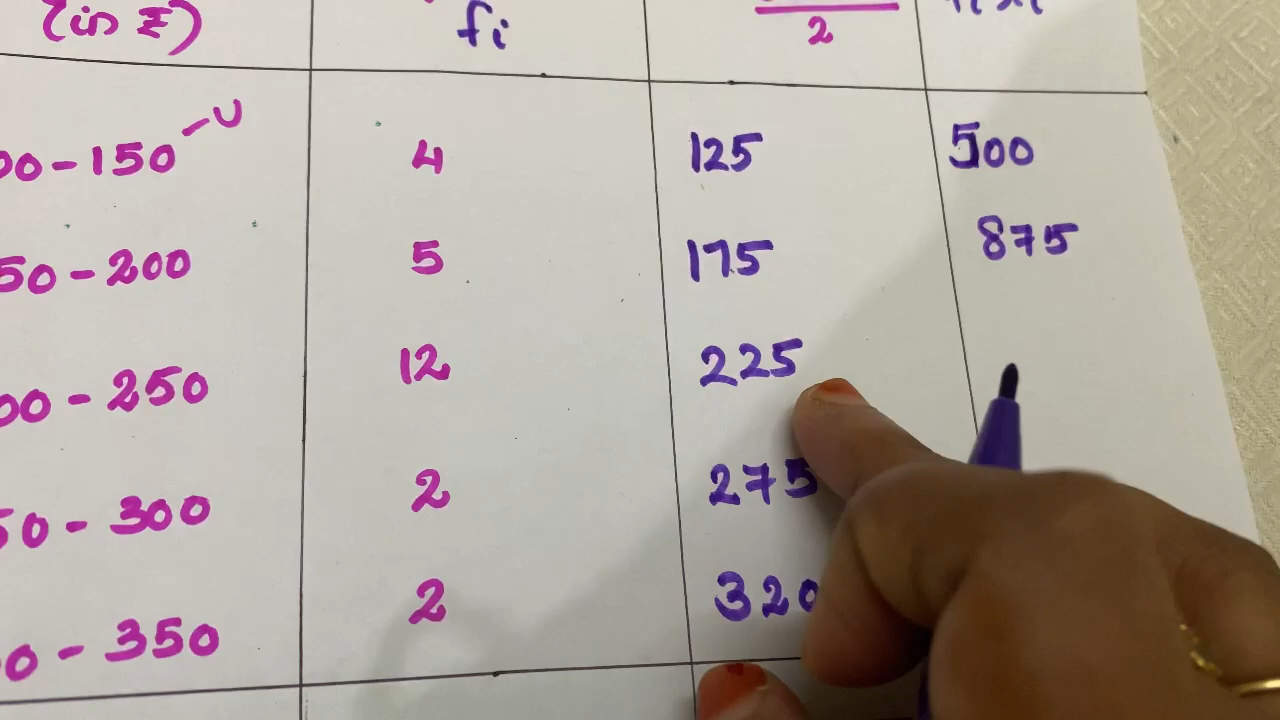 (in ₹) fi 2
00-150 -U 4 125 500
50-200 5 175 875
00-250 12 225
50-300 2 275
00-350 2 320